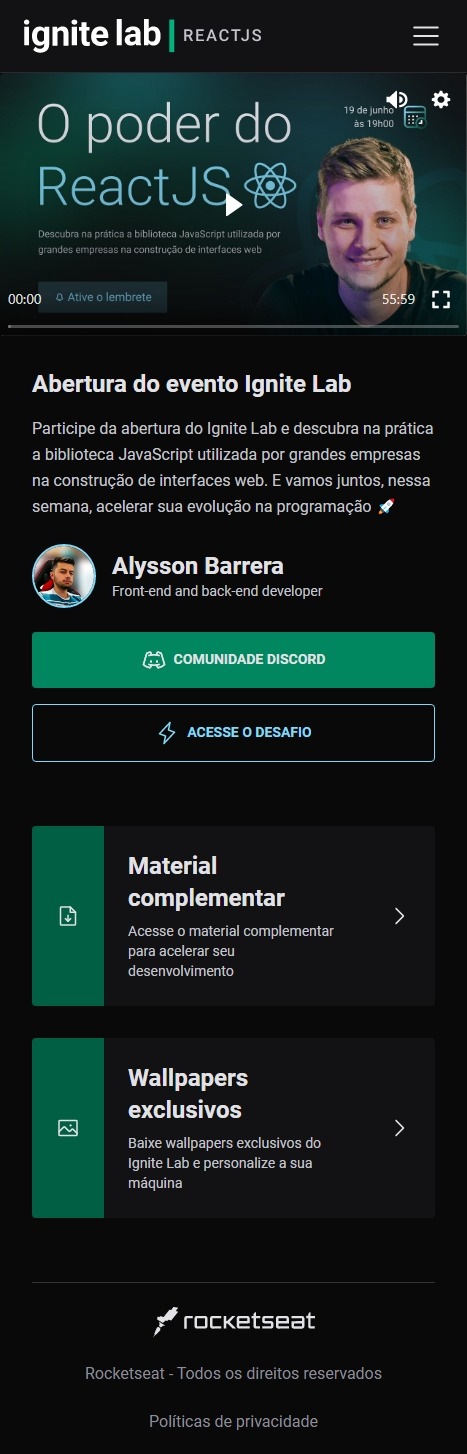 ignite lab REACTJS
O poder do
ReactJS
19 de junho
às 19h00
Descubra na prática a biblioteca JavaScript utilizada por
grandes empresas na construção de interfaces web
Ative o lembrete
00:00
55:59
Abertura do evento Ignite Lab
Participe da abertura do Ignite Lab e descubra na prática
a biblioteca JavaScript utilizada por grandes empresas
na construção de interfaces web. E vamos juntos, nessa
semana, acelerar sua evolução na programação 🚀
Alysson Barrera
Front-end and back-end developer
COMUNIDADE DISCORD
ACESSE O DESAFIO
Material
complementar
Acesse o material complementar
para acelerar seu
desenvolvimento
Wallpapers
exclusivos
Baixe wallpapers exclusivos do
Ignite Lab e personalize a sua
máquina
rocketseat
Rocketseat - Todos os direitos reservados
Políticas de privacidade